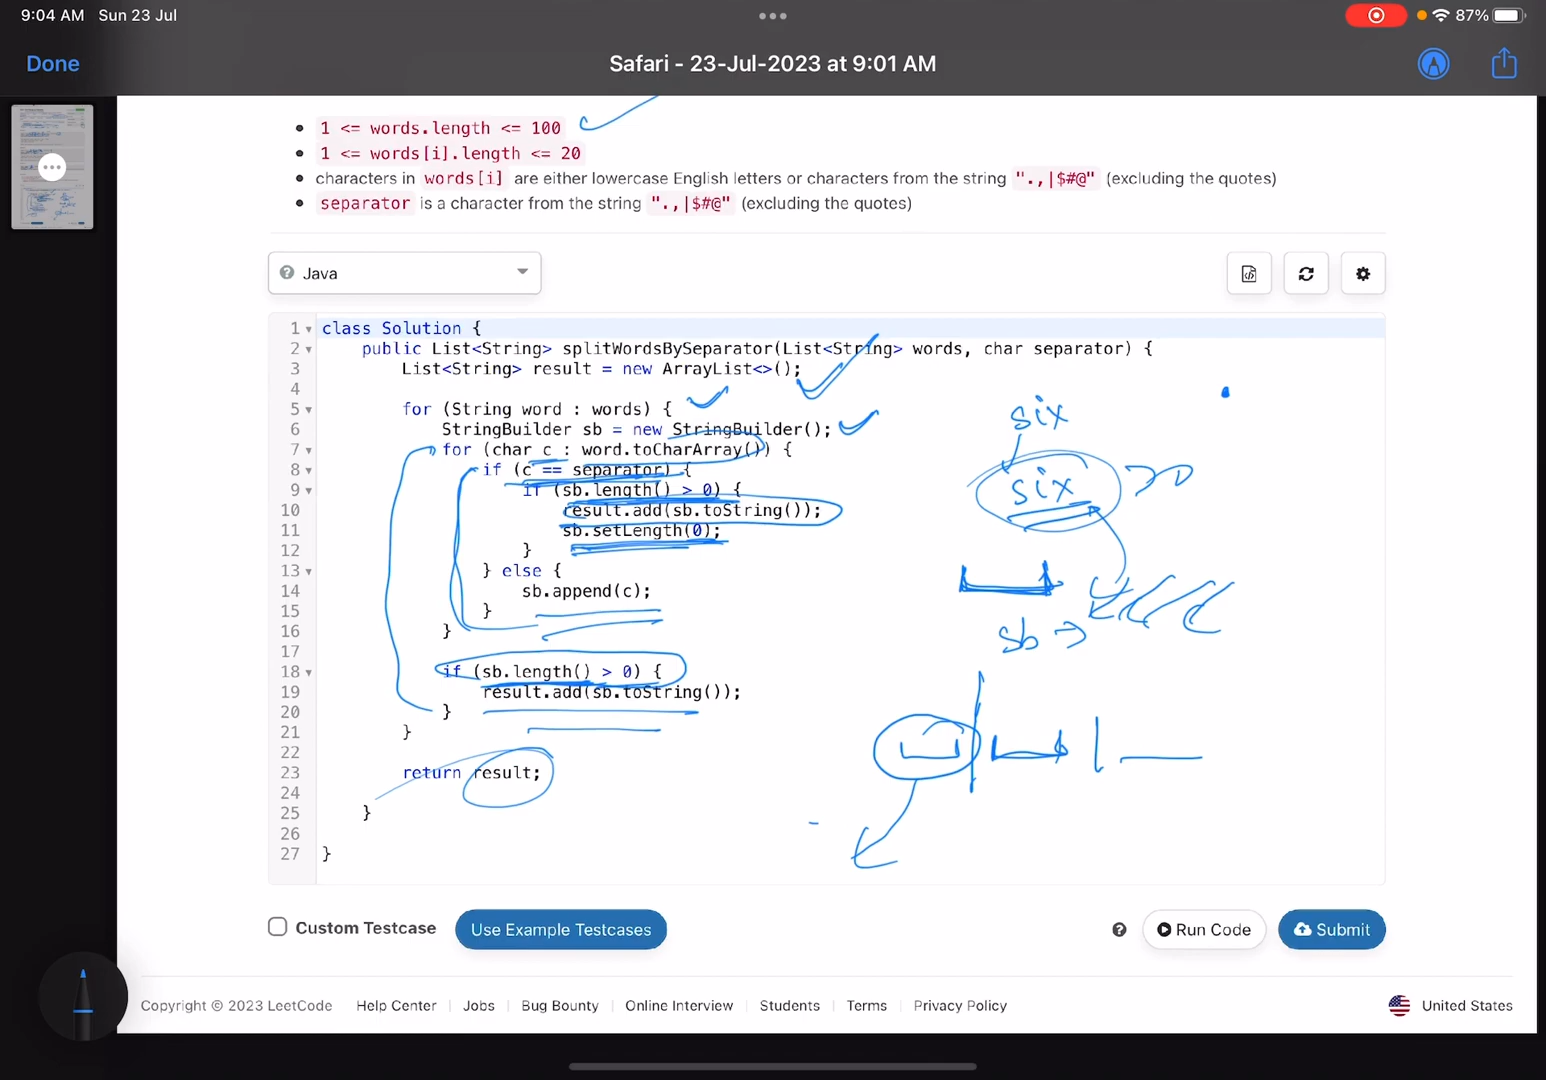 9:04 AM Sun 23 Jul
87%
Done
Safari - 23-Jul-2023 at 9:01 AM
1 <= words.length <= 100
1 <= words[i].length <= 20
characters in words[i] are either lowercase English letters or characters from the string ".,|$#@" (excluding the quotes)
separator is a character from the string ".,|$#@" (excluding the quotes)
Java
1 class Solution {
2 public List<String> splitWordsBySeparator(List<String> words, char separator) {
3 List<String> result = new ArrayList<>();
4
5 for (String word : words) {
6 StringBuilder sb = new StringBuilder();
7 for (char c : word.toCharArray()) {
8 if (c == separator) {
9 if (sb.length() > 0) {
10 result.add(sb.toString());
11 sb.setLength(0);
12 }
13 } else {
14 sb.append(c);
15 }
16 }
17
18 if (sb.length() > 0) {
19 result.add(sb.toString());
20 }
21 }
22
23 return result;
24
25 }
26
27 }
six
six >0
sb →
Custom Testcase
Use Example Testcases
Run Code
Submit
Copyright © 2023 LeetCode Help Center | Jobs | Bug Bounty | Online Interview | Students | Terms | Privacy Policy
United States